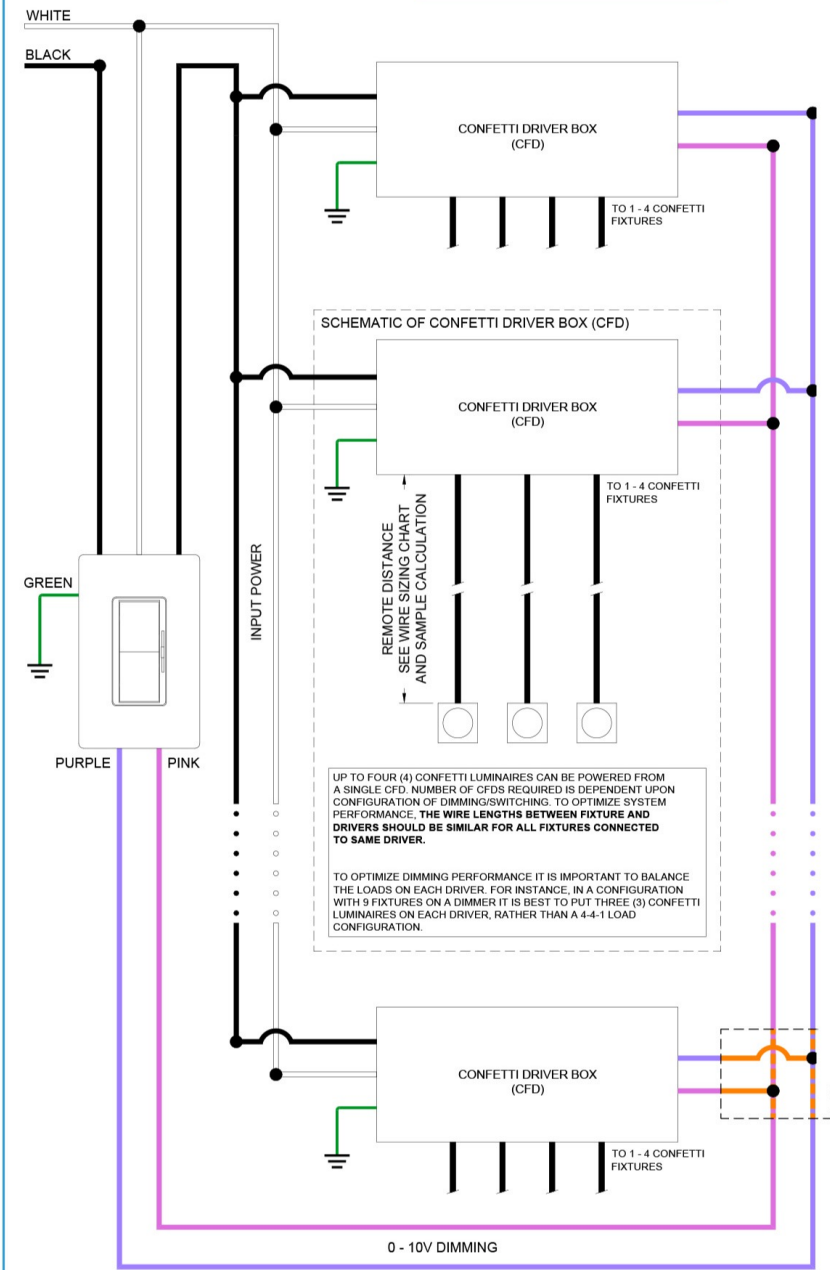 WHITE
BLACK
CONFETTI DRIVER BOX
(CFD)
TO 1 - 4 CONFETTI
FIXTURES
SCHEMATIC OF CONFETTI DRIVER BOX (CFD)
CONFETTI DRIVER BOX
(CFD)
TO 1 - 4 CONFETTI
FIXTURES
REMOTE DISTANCE
SEE WIRE SIZING CHART
AND SAMPLE CALCULATION
INPUT POWER
GREEN
PURPLE
PINK
UP TO FOUR (4) CONFETTI LUMINAIRES CAN BE POWERED FROM
A SINGLE CFD. NUMBER OF CFDS REQUIRED IS DEPENDENT UPON
CONFIGURATION OF DIMMING/SWITCHING. TO OPTIMIZE SYSTEM
PERFORMANCE, THE WIRE LENGTHS BETWEEN FIXTURE AND
DRIVERS SHOULD BE SIMILAR FOR ALL FIXTURES CONNECTED
TO SAME DRIVER.
TO OPTIMIZE DIMMING PERFORMANCE IT IS IMPORTANT TO BALANCE
THE LOADS ON EACH DRIVER. FOR INSTANCE, IN A CONFIGURATION
WITH 9 FIXTURES ON A DIMMER IT IS BEST TO PUT THREE (3) CONFETTI
LUMINAIRES ON EACH DRIVER, RATHER THAN A 4-4-1 LOAD
CONFIGURATION.
CONFETTI DRIVER BOX
(CFD)
TO 1 - 4 CONFETTI
FIXTURES
0 - 10V DIMMING